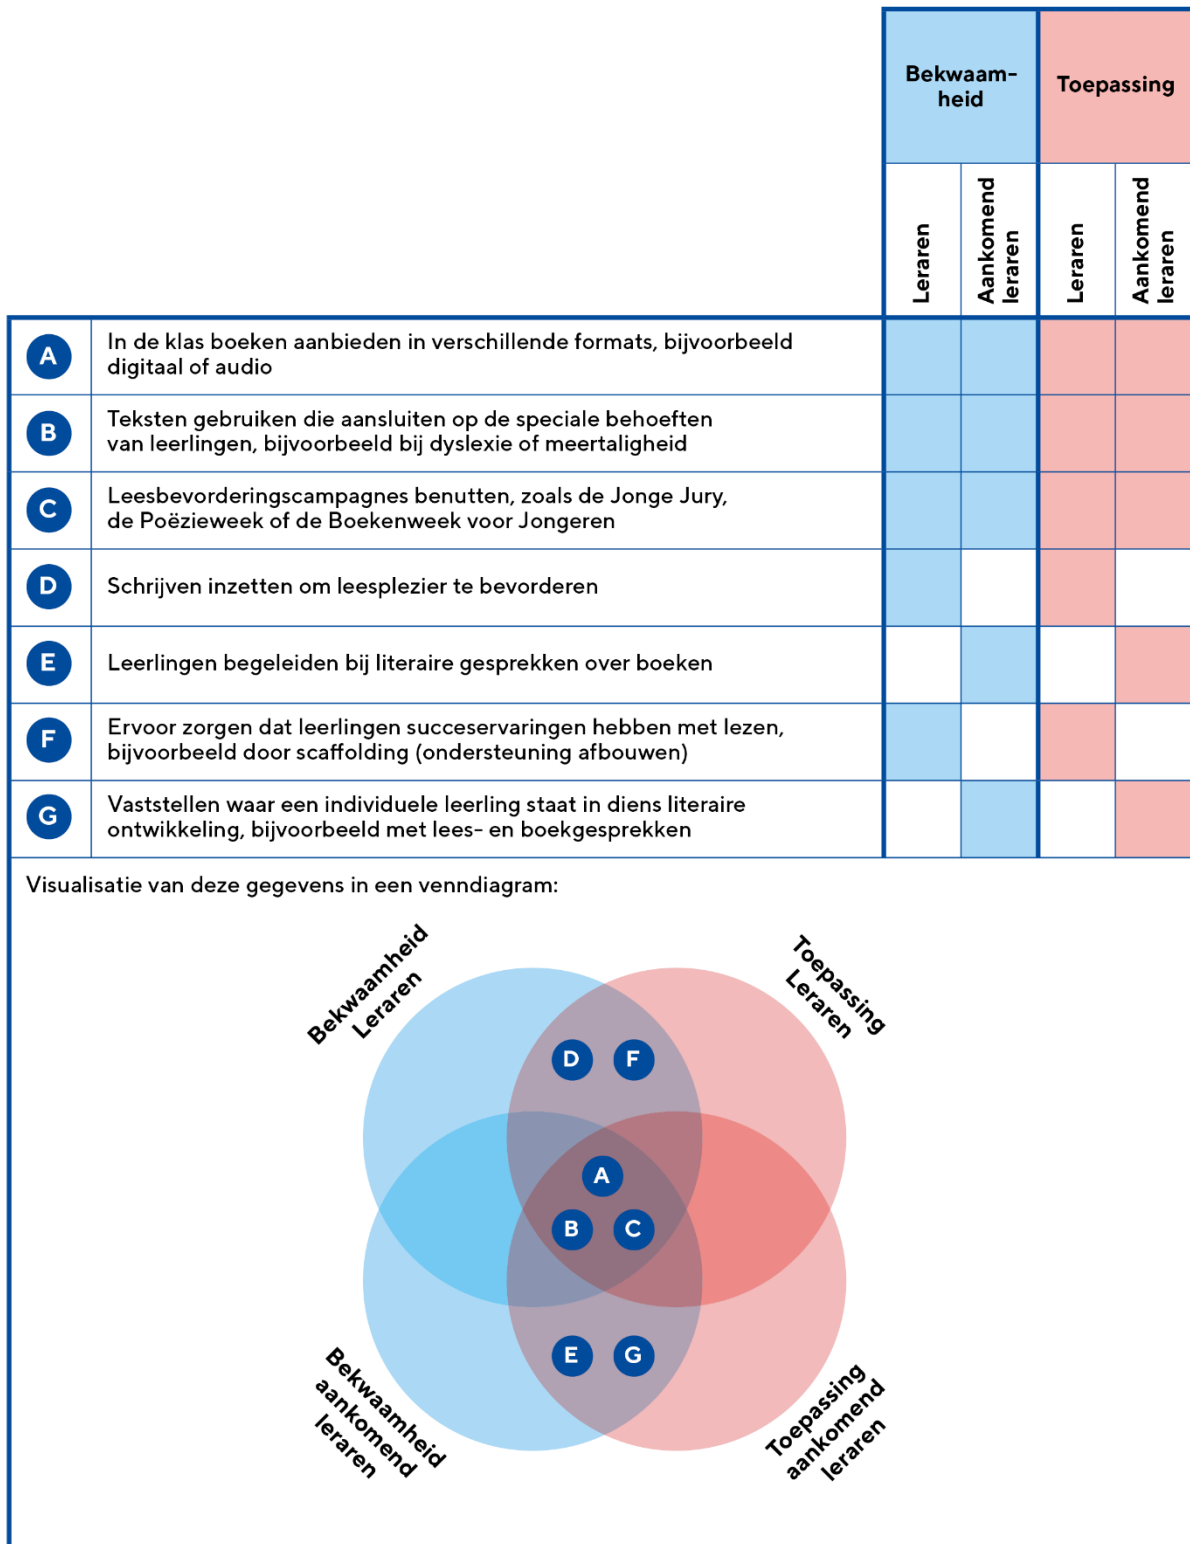 Bekwaam-
heid
Toepassing
Leraren
Aankomend
leraren
Leraren
Aankomend
leraren
A
In de klas boeken aanbieden in verschillende formats, bijvoorbeeld
digitaal of audio
B
Teksten gebruiken die aansluiten op de speciale behoeften
van leerlingen, bijvoorbeeld bij dyslexie of meertaligheid
C
Leesbevorderingscampagnes benutten, zoals de Jonge Jury,
de Poëzieweek of de Boekenweek voor Jongeren
D
Schrijven inzetten om leesplezier te bevorderen
E
Leerlingen begeleiden bij literaire gesprekken over boeken
F
Ervoor zorgen dat leerlingen succeservaringen hebben met lezen,
bijvoorbeeld door scaffolding (ondersteuning afbouwen)
G
Vaststellen waar een individuele leerling staat in diens literaire
ontwikkeling, bijvoorbeeld met lees- en boekgesprekken
Visualisatie van deze gegevens in een venndiagram:
Bekwaamheid
Leraren
Toepassing
Leraren
D
F
A
B
C
E
G
Bekwaamheid
aankomend
leraren
Toepassing
aankomend
leraren